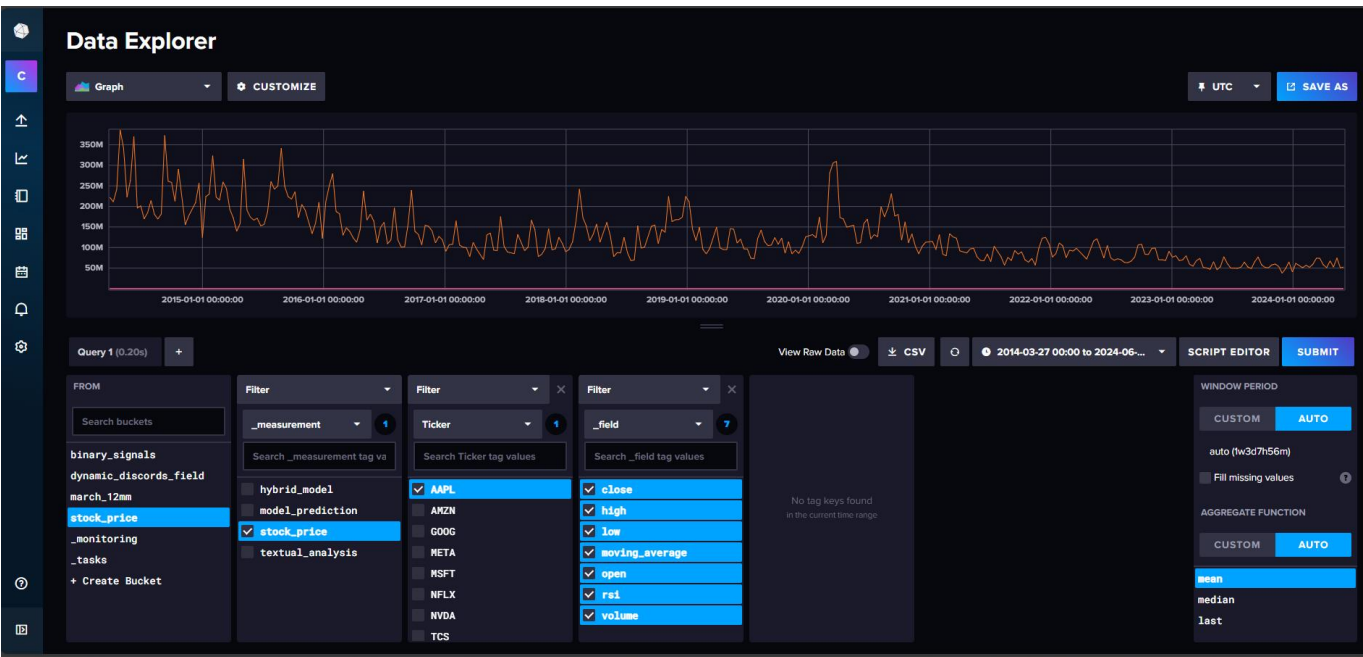 Data Explorer
C
Graph
CUSTOMIZE
UTC
SAVE AS
350M
300M
250M
200M
150M
100M
50M
2015-01-01 00:00:00
2016-01-01 00:00:00
2017-01-01 00:00:00
2018-01-01 00:00:00
2019-01-01 00:00:00
2020-01-01 00:00:00
2021-01-01 00:00:00
2022-01-01 00:00:00
2023-01-01 00:00:00
2024-01-01 00:00:00
Query 1 (0.20s)
+
View Raw Data
CSV
2014-03-27 00:00 to 2024-06-...
SCRIPT EDITOR
SUBMIT
FROM
Search buckets
binary_signals
dynamic_discords_field
march_12mm
stock_price
_monitoring
_tasks
+ Create Bucket
Filter
_measurement
1
Search _measurement tag va
hybrid_model
model_prediction
stock_price
textual_analysis
Filter
Ticker
1
Search Ticker tag values
AAPL
AMZN
GOOG
META
MSFT
NFLX
NVDA
TCS
Filter
_field
7
Search _field tag values
close
high
low
moving_average
open
rsi
volume
No tag keys found
in the current time range
WINDOW PERIOD
CUSTOM
AUTO
auto (1w3d7h56m)
Fill missing values
?
AGGREGATE FUNCTION
CUSTOM
AUTO
mean
median
last